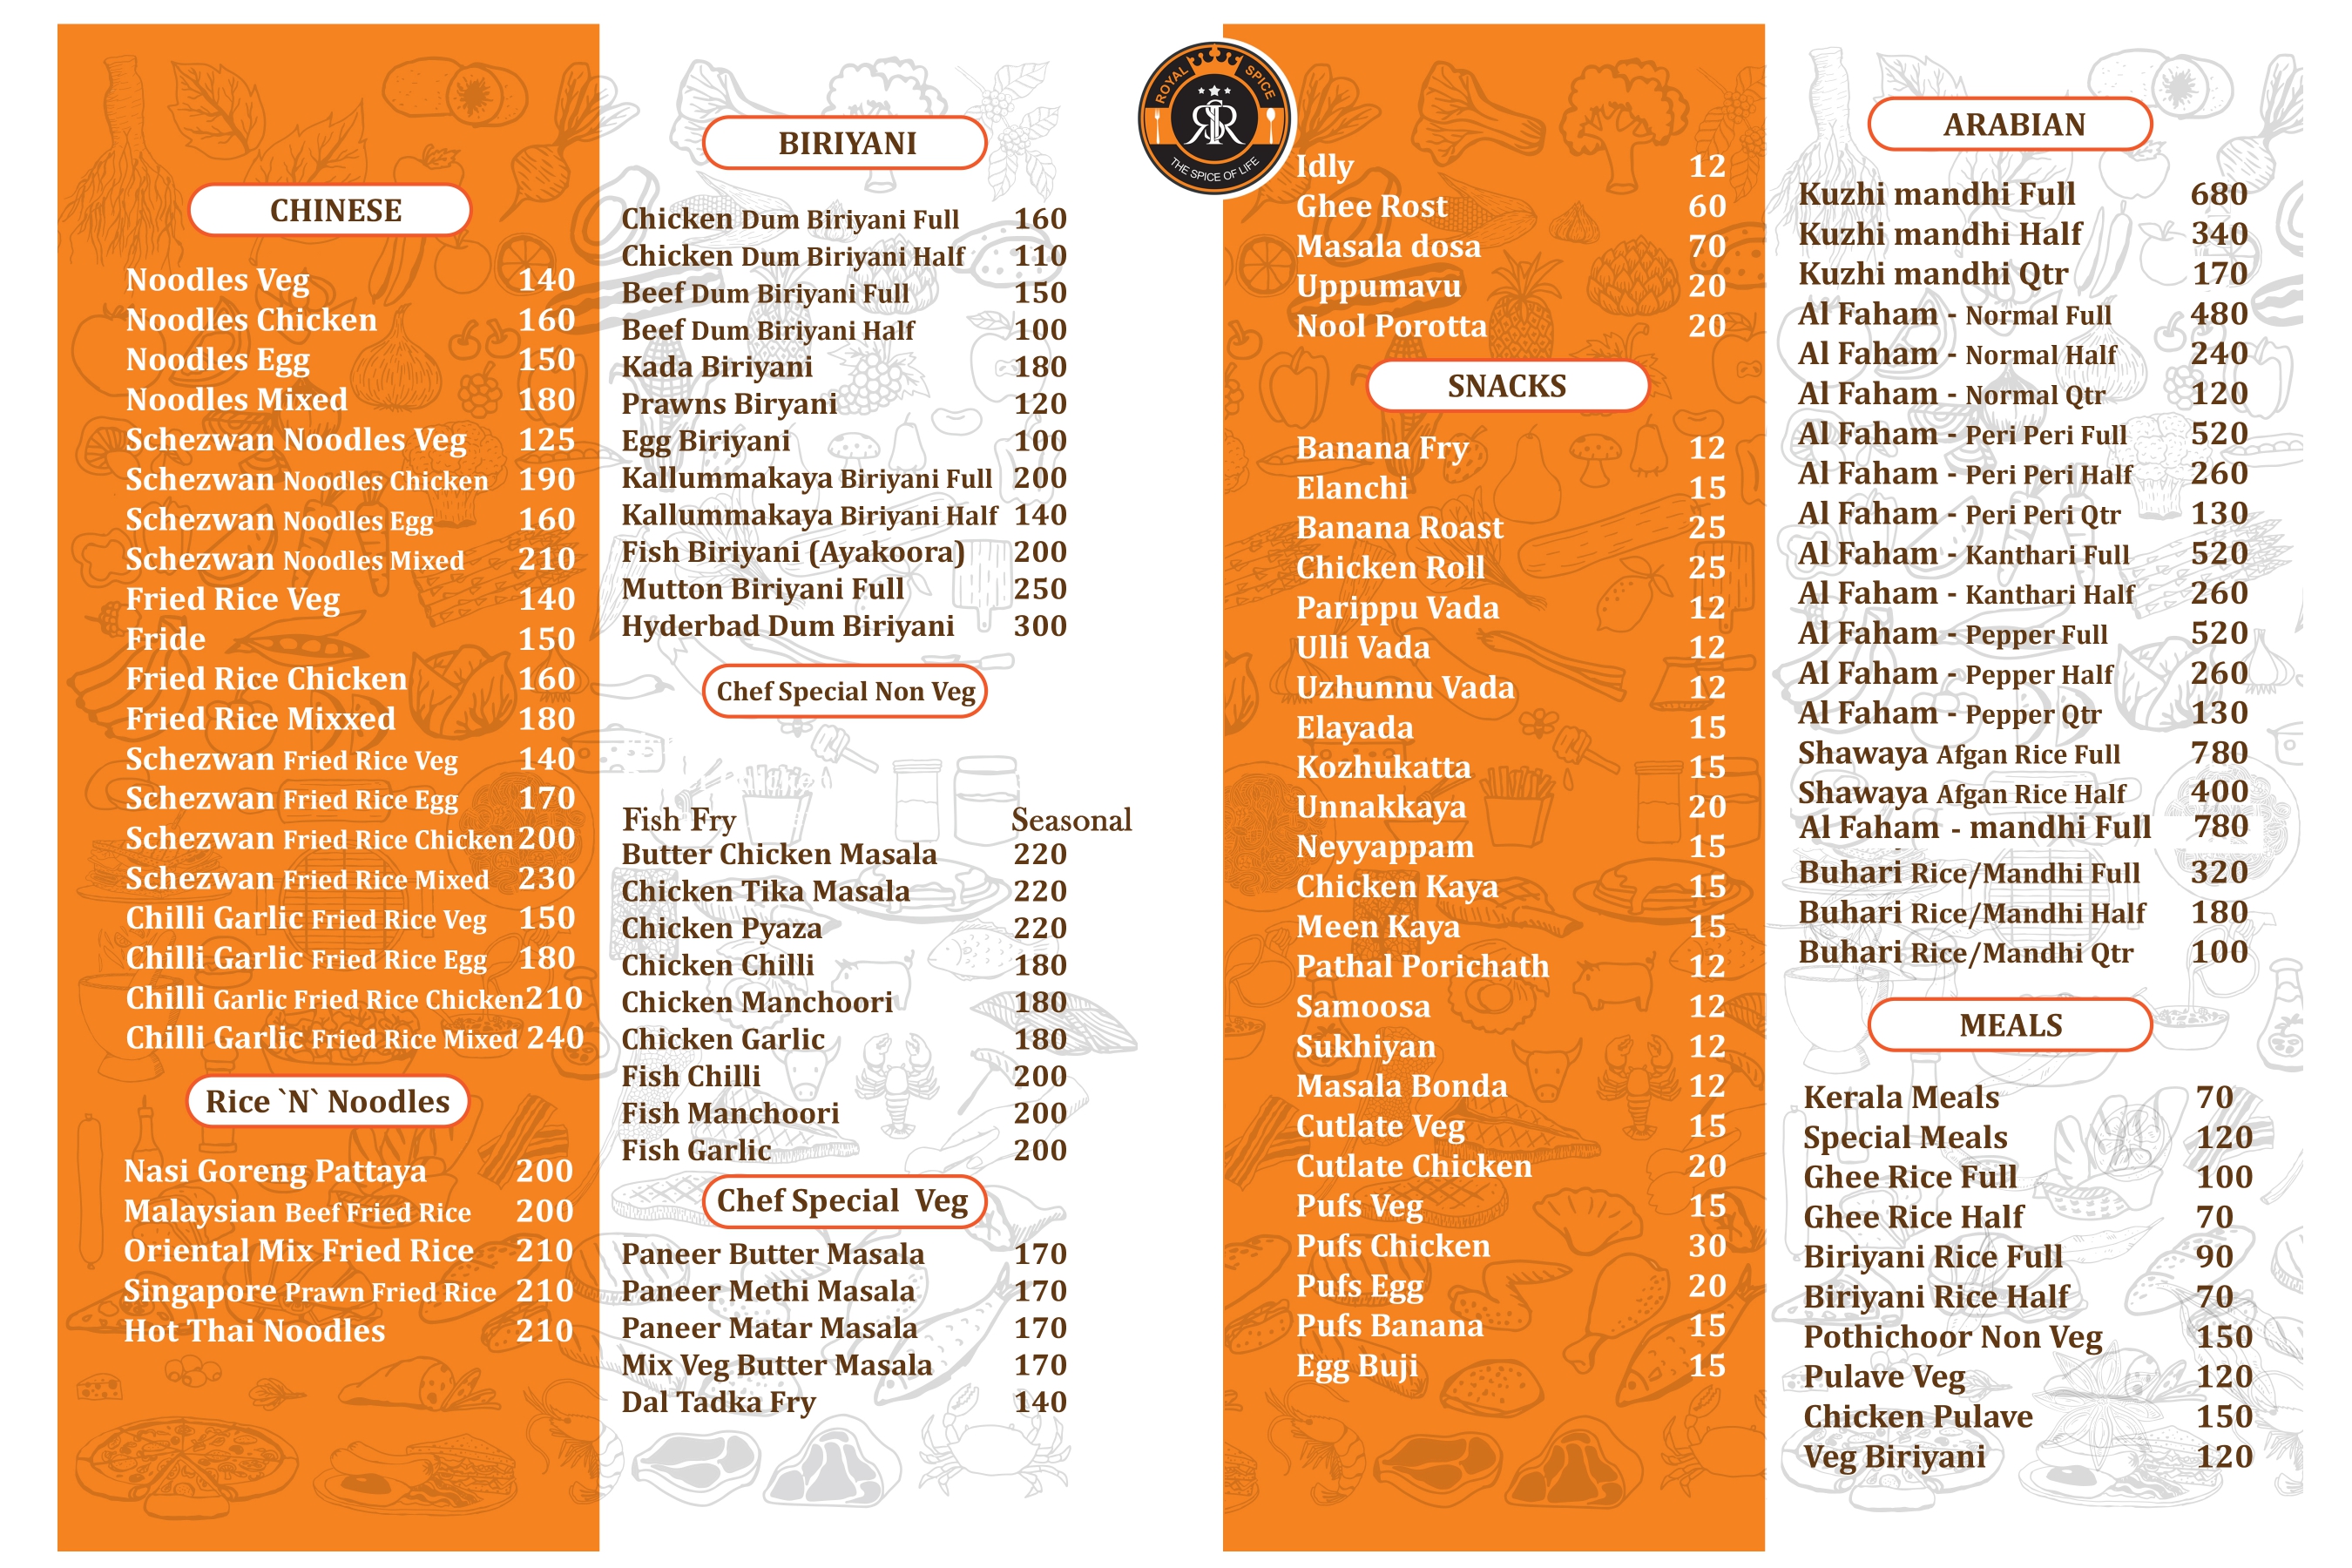 CHINESE
Noodles Veg 140
Noodles Chicken 160
Noodles Egg 150
Noodles Mixed 180
Schezwan Noodles Veg 125
Schezwan Noodles Chicken 190
Schezwan Noodles Egg 160
Schezwan Noodles Mixed 210
Fried Rice Veg 140
Fride 150
Fried Rice Chicken 160
Fried Rice Mixxed 180
Schezwan Fried Rice Veg 140
Schezwan Fried Rice Egg 170
Schezwan Fried Rice Chicken 200
Schezwan Fried Rice Mixed 230
Chilli Garlic Fried Rice Veg 150
Chilli Garlic Fried Rice Egg 180
Chilli Garlic Fried Rice Chicken 210
Chilli Garlic Fried Rice Mixed 240
Rice `N` Noodles
Nasi Goreng Pattaya 200
Malaysian Beef Fried Rice 200
Oriental Mix Fried Rice 210
Singapore Prawn Fried Rice 210
Hot Thai Noodles 210
BIRIYANI
Chicken Dum Biriyani Full 160
Chicken Dum Biriyani Half 110
Beef Dum Biriyani Full 150
Beef Dum Biriyani Half 100
Kada Biriyani 180
Prawns Biryani 120
Egg Biriyani 100
Kallummakaya Biriyani Full 200
Kallummakaya Biriyani Half 140
Fish Biriyani (Ayakoora) 200
Mutton Biriyani Full 250
Hyderbad Dum Biriyani 300
Chef Special Non Veg
Fish Fry Seasonal
Butter Chicken Masala 220
Chicken Tika Masala 220
Chicken Pyaza 220
Chicken Chilli 180
Chicken Manchoori 180
Chicken Garlic 180
Fish Chilli 200
Fish Manchoori 200
Fish Garlic 200
Chef Special Veg
Paneer Butter Masala 170
Paneer Methi Masala 170
Paneer Matar Masala 170
Mix Veg Butter Masala 170
Dal Tadka Fry 140
ROYAL SPICE
RSR
THE SPICE OF LIFE
Idly 12
Ghee Rost 60
Masala dosa 70
Uppumavu 20
Nool Porotta 20
SNACKS
Banana Fry 12
Elanchi 15
Banana Roast 25
Chicken Roll 25
Parippu Vada 12
Ulli Vada 12
Uzhunnu Vada 12
Elayada 15
Kozhukatta 15
Unnakkaya 20
Neyyappam 15
Chicken Kaya 15
Meen Kaya 15
Pathal Porichath 12
Samoosa 12
Sukhiyan 12
Masala Bonda 12
Cutlate Veg 15
Cutlate Chicken 20
Pufs Veg 15
Pufs Chicken 30
Pufs Egg 20
Pufs Banana 15
Egg Buji 15
ARABIAN
Kuzhi mandhi Full 680
Kuzhi mandhi Half 340
Kuzhi mandhi Qtr 170
Al Faham - Normal Full 480
Al Faham - Normal Half 240
Al Faham - Normal Qtr 120
Al Faham - Peri Peri Full 520
Al Faham - Peri Peri Half 260
Al Faham - Peri Peri Qtr 130
Al Faham - Kanthari Full 520
Al Faham - Kanthari Half 260
Al Faham - Pepper Full 520
Al Faham - Pepper Half 260
Al Faham - Pepper Qtr 130
Shawaya Afgan Rice Full 780
Shawaya Afgan Rice Half 400
Al Faham - mandhi Full 780
Buhari Rice/Mandhi Full 320
Buhari Rice/Mandhi Half 180
Buhari Rice/Mandhi Qtr 100
MEALS
Kerala Meals 70
Special Meals 120
Ghee Rice Full 100
Ghee Rice Half 70
Biriyani Rice Full 90
Biriyani Rice Half 70
Pothichoor Non Veg 150
Pulave Veg 120
Chicken Pulave 150
Veg Biriyani 120